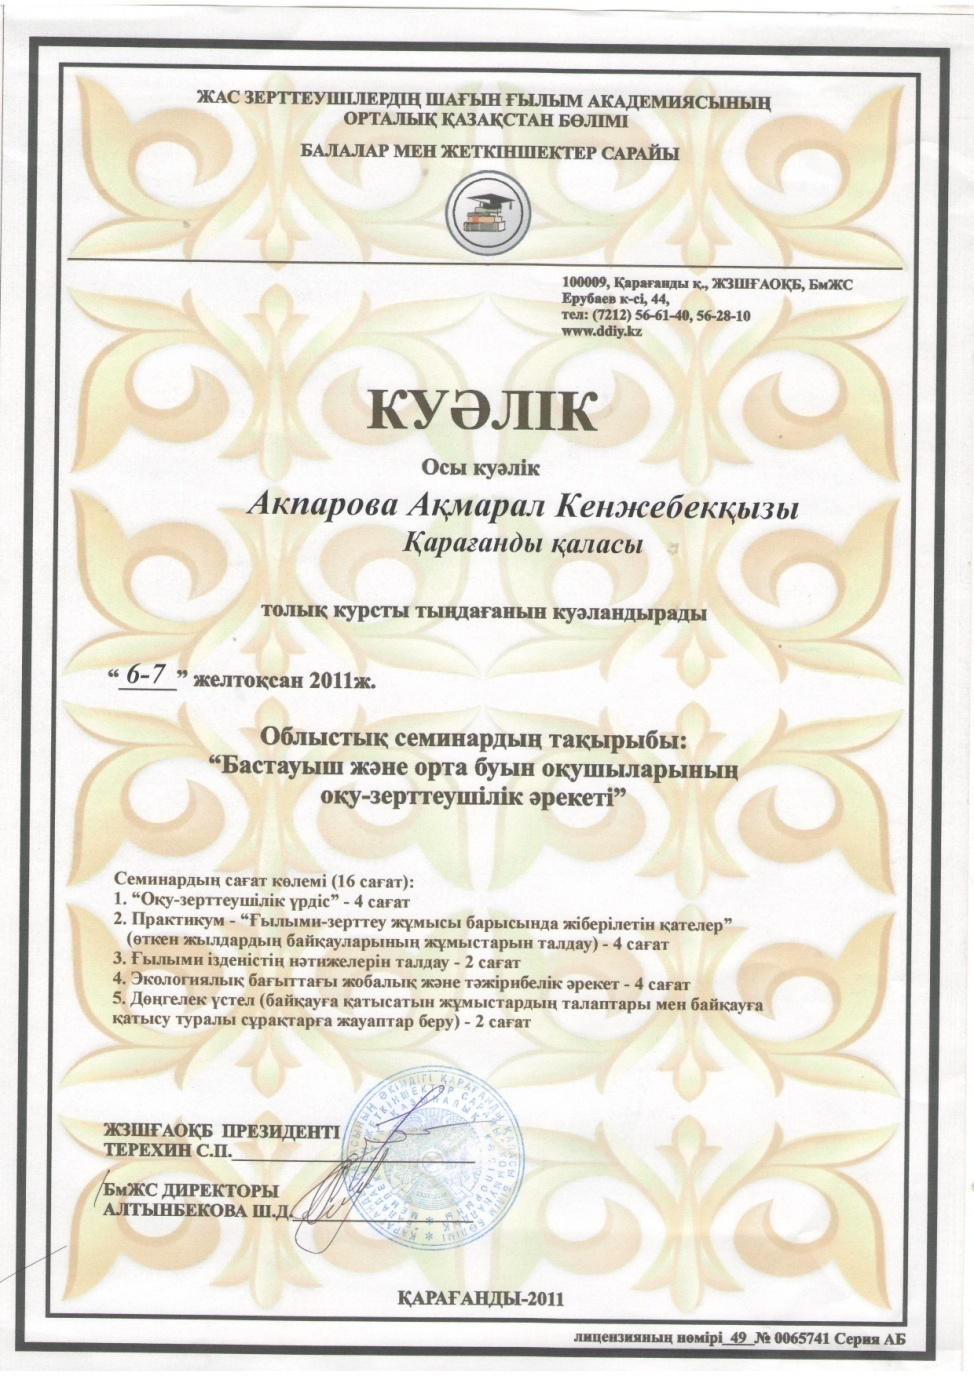 ЖАС ЗЕРТТЕУШІЛЕРДІҢ ШАҒЫН ҒЫЛЫМ АКАДЕМИЯСЫНЫҢ
ОРТАЛЫҚ ҚАЗАҚСТАН БӨЛІМІ
БАЛАЛАР МЕН ЖЕТКІНШЕКТЕР САРАЙЫ
100009, Қарағанды қ., ЖЗШҒАОҚБ, БмЖС
Ерубаев к-сі, 44,
тел: (7212) 56-61-40, 56-28-10
www.ddiy.kz
КУӘЛІК
Осы куәлік
Акпарова Ақмарал Кенжебекқызы
Қарағанды қаласы
толық курсты тыңдағанын куәландырады
“ 6-7 ” желтоқсан 2011ж.
Облыстық семинардың тақырыбы:
“Бастауыш және орта буын оқушыларының
оқу-зерттеушілік әрекеті”
Семинардың сағат көлемі (16 сағат):
1. “Оқу-зерттеушілік үрдіс” - 4 сағат
2. Практикум - “Ғылыми-зерттеу жұмысы барысында жіберілетін қателер”
(өткен жылдардың байқауларының жұмыстарын талдау) - 4 сағат
3. Ғылыми ізденістің нәтижелерін талдау - 2 сағат
4. Экологиялық бағыттағы жобалық және тәжірибелік әрекет - 4 сағат
5. Дөңгелек үстел (байқауға қатысатын жұмыстардың талаптары мен байқауға
қатысу туралы сұрақтарға жауаптар беру) - 2 сағат
ЖЗШҒАОҚБ ПРЕЗИДЕНТІ
ТЕРЕХИН С.П.
БмЖС ДИРЕКТОРЫ
АЛТЫНБЕКОВА Ш.Д.
ҚАРАҒАНДЫ-2011
лицензияның нөмірі 49 № 0065741 Серия АБ